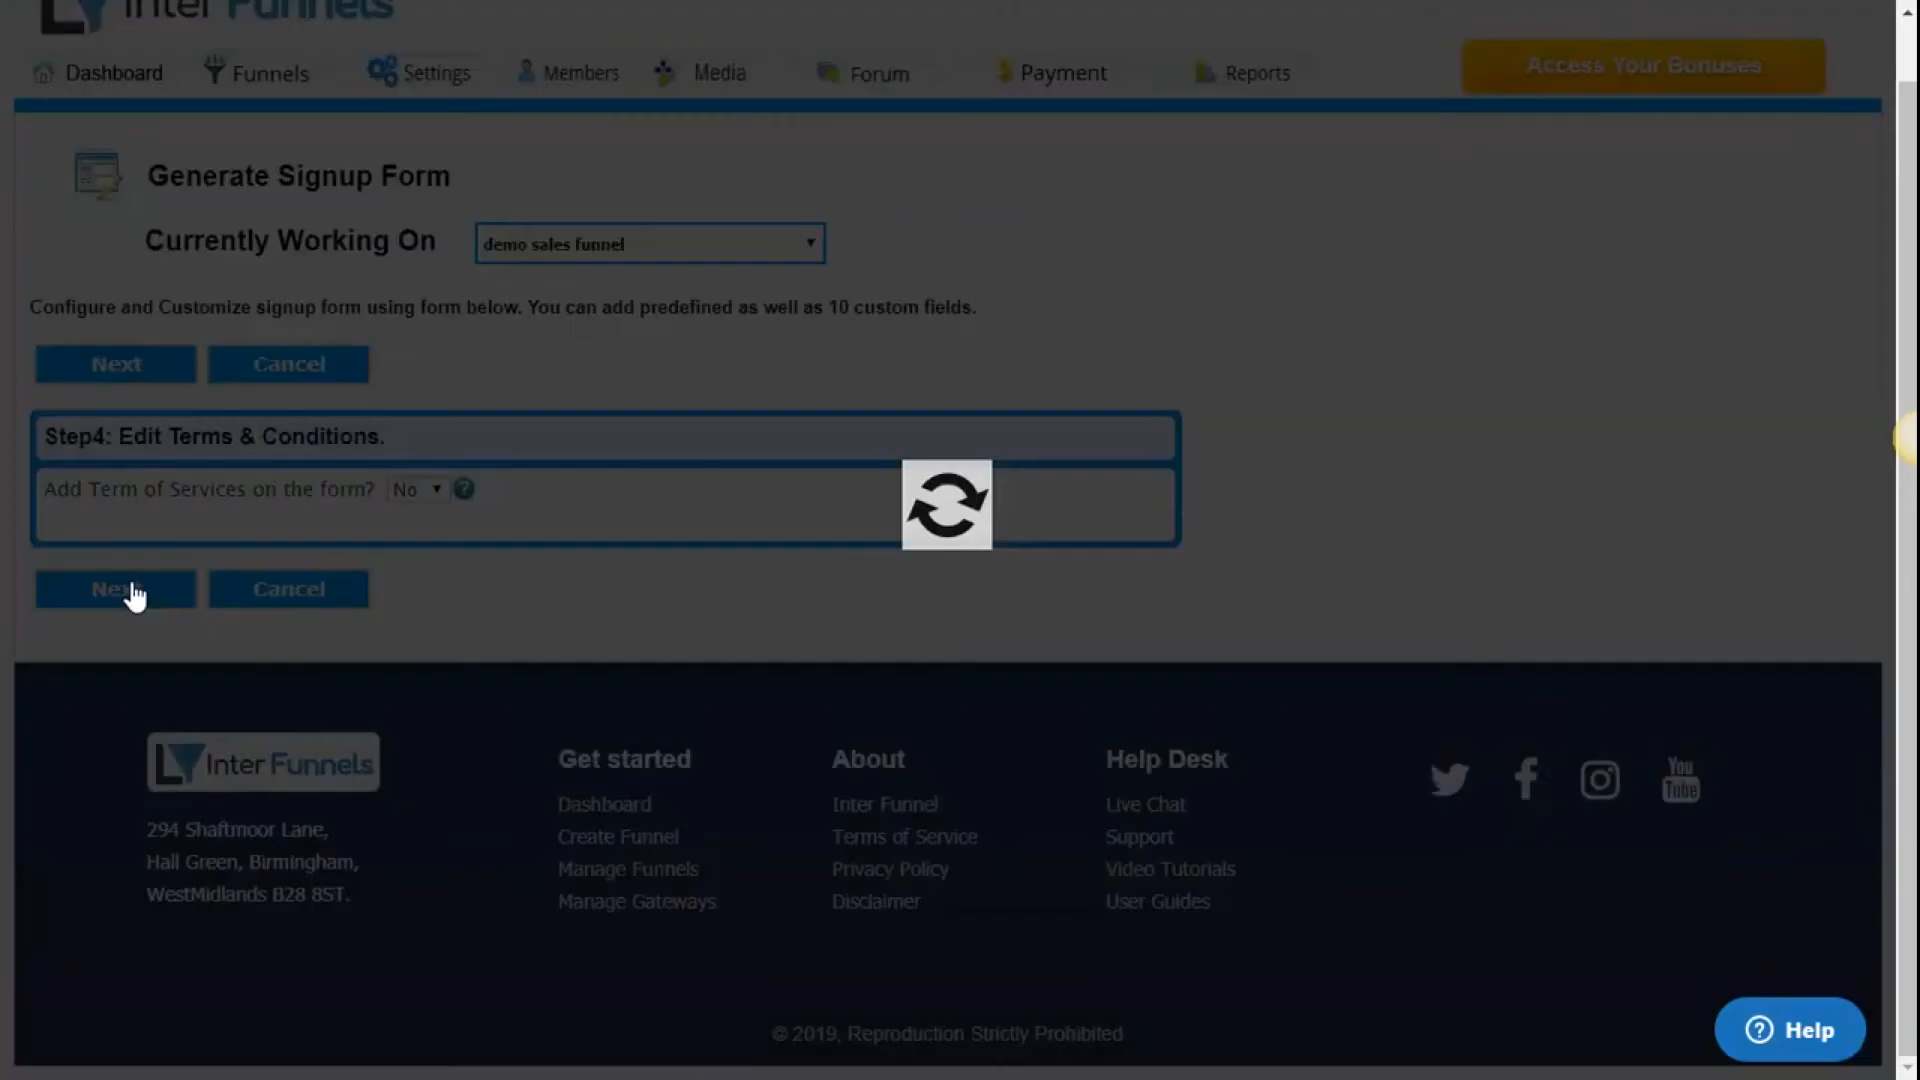 Inter Funnels
Dashboard Funnels Settings Members Media Forum Payment Reports Access Your Bonuses
Generate Signup Form
Currently Working On demo sales funnel
Configure and Customize signup form using form below. You can add predefined as well as 10 custom fields.
Next Cancel
Step4: Edit Terms & Conditions.
Add Term of Services on the form? No ?
Next Cancel
Inter Funnels
294 Shaftmoor Lane,
Hall Green, Birmingham,
WestMidlands B28 8ST.
Get started
Dashboard
Create Funnel
Manage Funnels
Manage Gateways
About
Inter Funnel
Terms of Service
Privacy Policy
Disclaimer
Help Desk
Live Chat
Support
Video Tutorials
User Guides
You
Tube
© 2019, Reproduction Strictly Prohibited
? Help